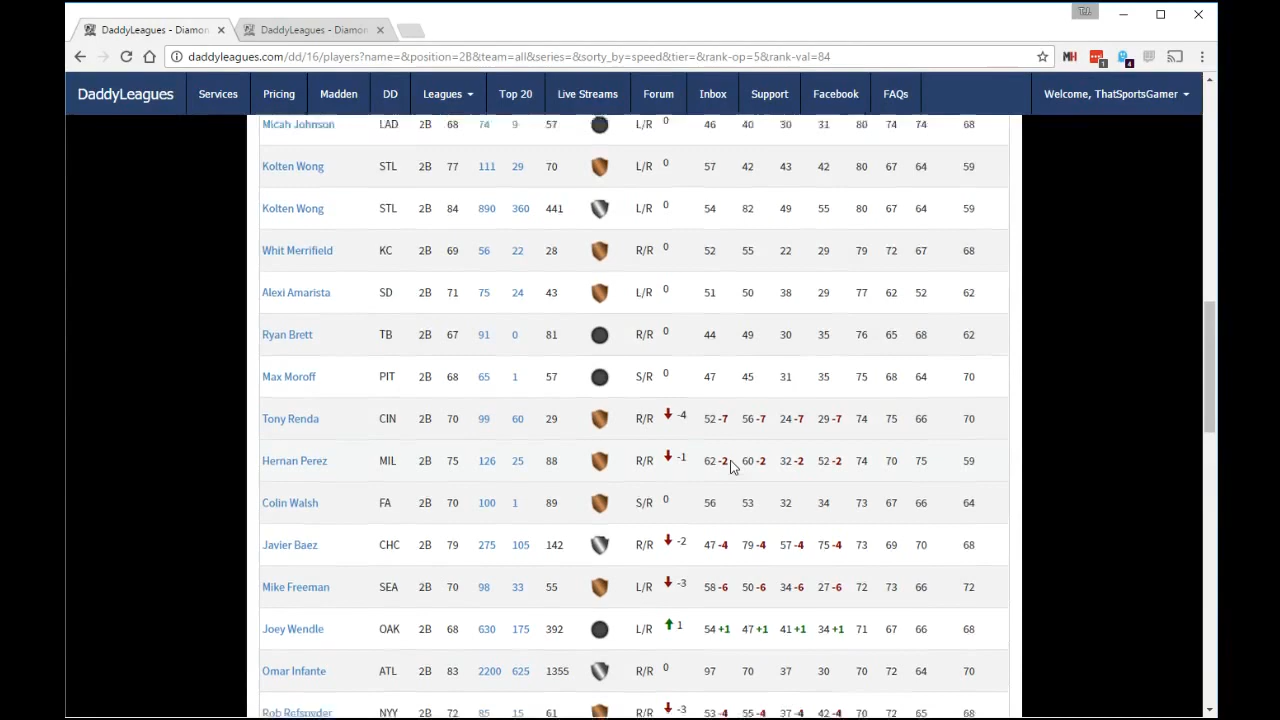 DaddyLeagues - Diamon
DaddyLeagues - Diamon
daddyleagues.com/dd/16/players?name=&position=2B&team=all&series=&sorty_by=speed&tier=&rank-op=5&rank-val=84
DaddyLeagues Services Pricing Madden DD Leagues Top 20 Live Streams Forum Inbox Support Facebook FAQs Welcome, ThatSportsGamer
Micah Johnson LAD 2B 68 74 9 57 L/R 0 46 40 30 31 80 74 74 68
Kolten Wong STL 2B 77 111 29 70 L/R 0 57 42 43 42 80 67 64 59
Kolten Wong STL 2B 84 890 360 441 L/R 0 54 82 49 55 80 67 64 59
Whit Merrifield KC 2B 69 56 22 28 R/R 0 52 55 22 29 79 72 67 68
Alexi Amarista SD 2B 71 75 24 43 L/R 0 51 50 38 29 77 62 52 62
Ryan Brett TB 2B 67 91 0 81 R/R 0 44 49 30 35 76 65 68 62
Max Moroff PIT 2B 68 65 1 57 S/R 0 47 45 31 35 75 68 64 70
Tony Renda CIN 2B 70 99 60 29 R/R -4 52 -7 56 -7 24 -7 29 -7 74 75 66 70
Hernan Perez MIL 2B 75 126 25 88 R/R -1 62 -2 60 -2 32 -2 52 -2 74 70 75 59
Colin Walsh FA 2B 70 100 1 89 S/R 0 56 53 32 34 73 67 66 64
Javier Baez CHC 2B 79 275 105 142 R/R -2 47 -4 79 -4 57 -4 75 -4 73 69 70 68
Mike Freeman SEA 2B 70 98 33 55 L/R -3 58 -6 50 -6 34 -6 27 -6 72 73 66 72
Joey Wendle OAK 2B 68 630 175 392 L/R 1 54 +1 47 +1 41 +1 34 +1 71 67 66 68
Omar Infante ATL 2B 83 2200 625 1355 R/R 0 97 70 37 30 70 72 64 70
Rob Refsnyder NYY 2B 72 85 15 61 R/R -3 53 -4 55 -4 37 -4 42 -4 70 72 65 68